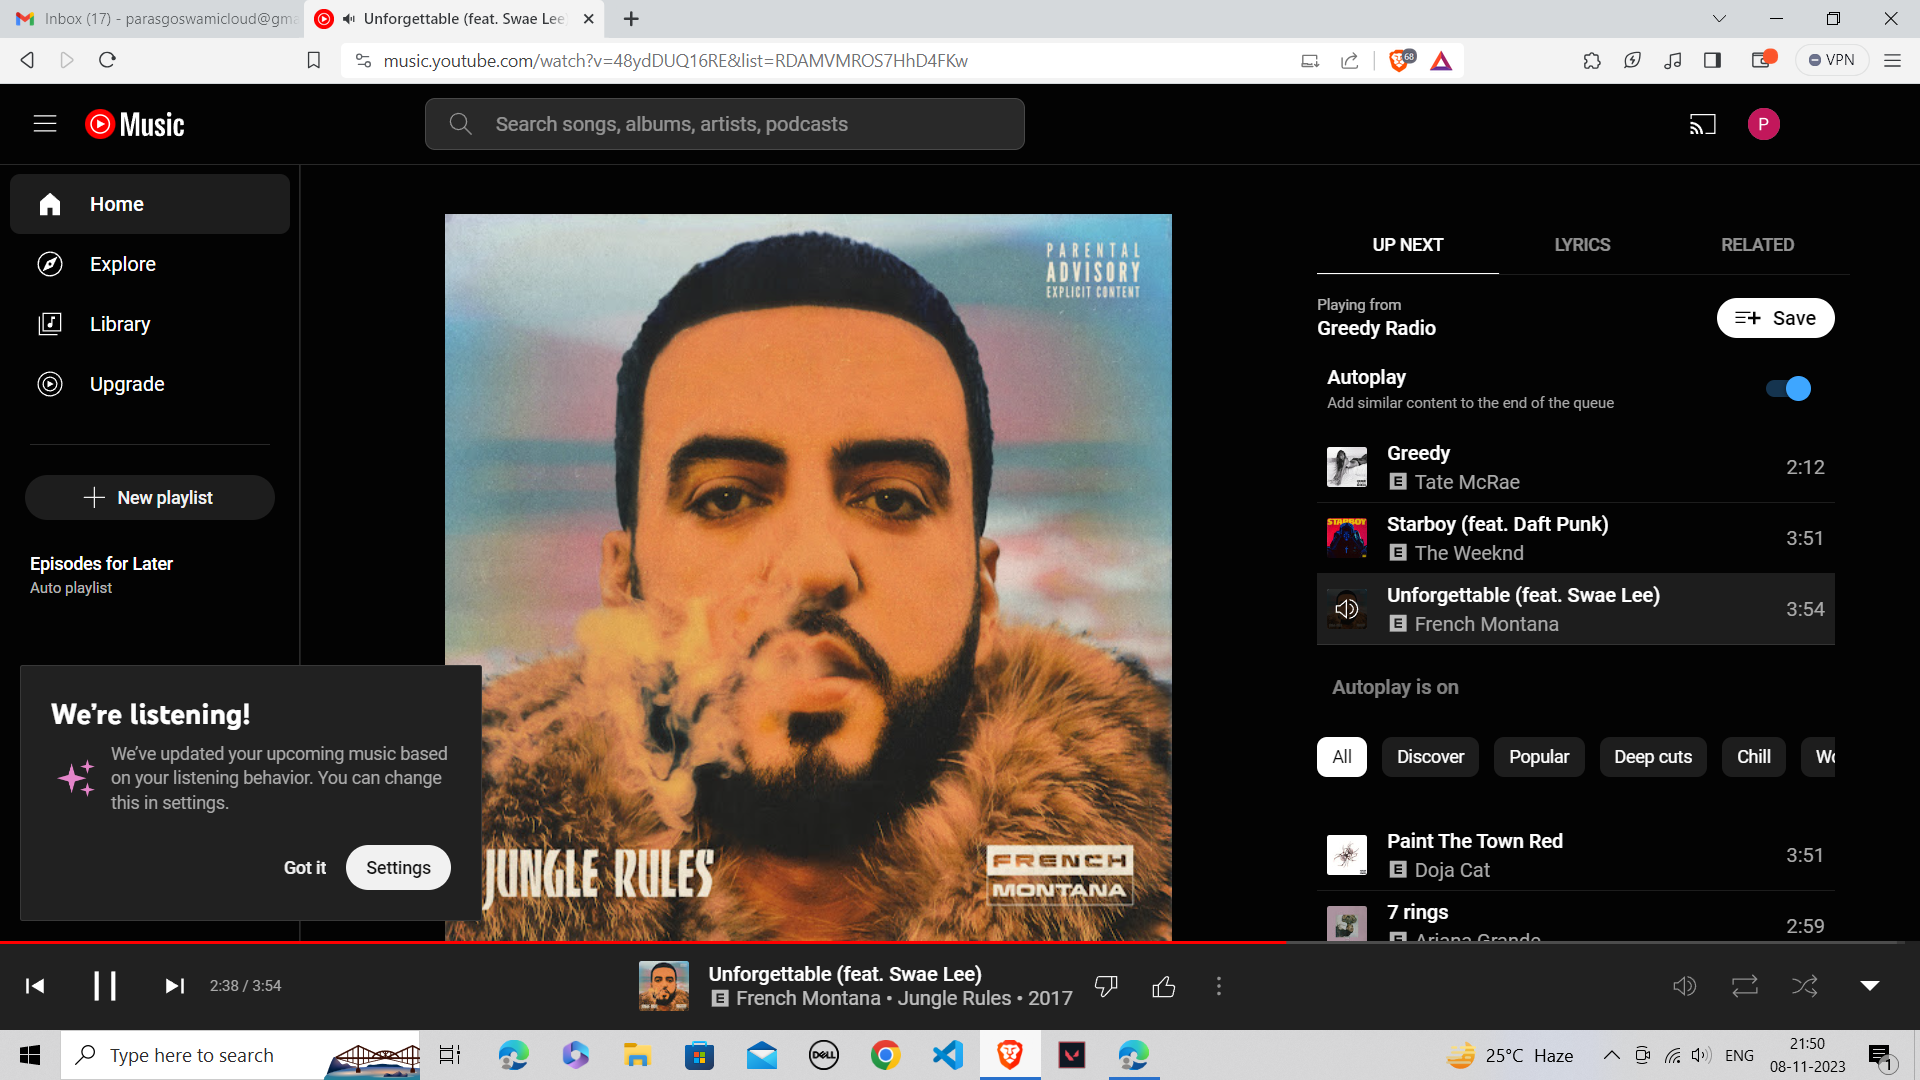 Inbox (17) - parasgoswamicloud@gma
Unforgettable (feat. Swae Lee
music.youtube.com/watch?v=48ydDUQ16RE&list=RDAMVMROS7HhD4FKw
68
VPN
Music
Search songs, albums, artists, podcasts
P
Home
Explore
Library
Upgrade
New playlist
Episodes for Later
Auto playlist
We're listening!
We've updated your upcoming music based
on your listening behavior. You can change
this in settings.
Got it
Settings
PARENTAL
ADVISORY
EXPLICIT CONTENT
JUNGLE RULES
FRENCH
MONTANA
UP NEXT
LYRICS
RELATED
Playing from
Greedy Radio
Save
Autoplay
Add similar content to the end of the queue
Greedy
E Tate McRae
2:12
STARBOY
Starboy (feat. Daft Punk)
E The Weeknd
3:51
Unforgettable (feat. Swae Lee)
E French Montana
3:54
Autoplay is on
All
Discover
Popular
Deep cuts
Chill
Wo
Paint The Town Red
E Doja Cat
3:51
7 rings
E Ariana Grande
2:59
2:38 / 3:54
Unforgettable (feat. Swae Lee)
E French Montana • Jungle Rules • 2017
Type here to search
DELL
25°C Haze
ENG
21:50
08-11-2023
1